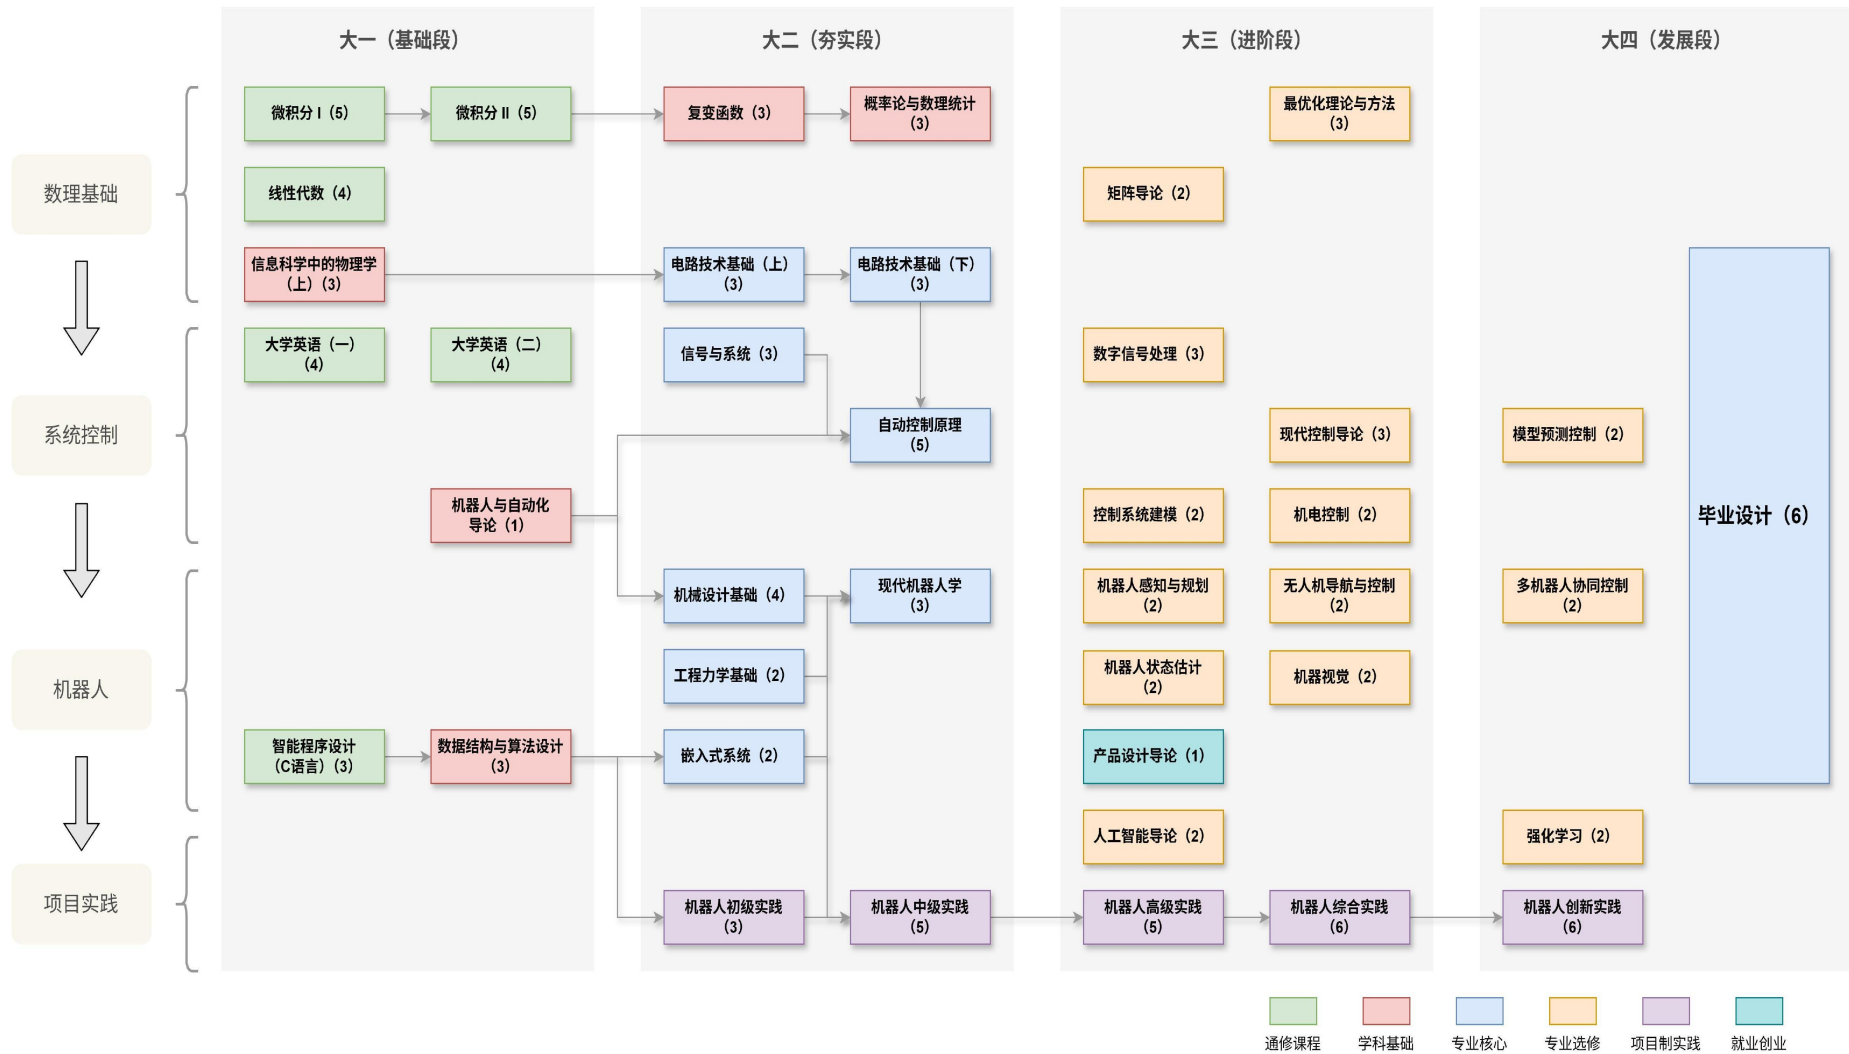 大一（基础段）
大二（夯实段）
大三（进阶段）
大四（发展段）
微积分 I（5）
微积分 II（5）
复变函数（3）
概率论与数理统计
（3）
最优化理论与方法
（3）
数理基础
线性代数（4）
矩阵导论（2）
信息科学中的物理学
（上）（3）
电路技术基础（上）
（3）
电路技术基础（下）
（3）
大学英语（一）
（4）
大学英语（二）
（4）
信号与系统（3）
数字信号处理（3）
系统控制
自动控制原理
（5）
现代控制导论（3）
模型预测控制（2）
机器人与自动化
导论（1）
控制系统建模（2）
机电控制（2）
毕业设计（6）
机械设计基础（4）
现代机器人学
（3）
机器人感知与规划
（2）
无人机导航与控制
（2）
多机器人协同控制
（2）
机器人
工程力学基础（2）
机器人状态估计
（2）
机器视觉（2）
智能程序设计
（C语言）（3）
数据结构与算法设计
（3）
嵌入式系统（2）
产品设计导论（1）
人工智能导论（2）
强化学习（2）
项目实践
机器人初级实践
（3）
机器人中级实践
（5）
机器人高级实践
（5）
机器人综合实践
（6）
机器人创新实践
（6）
通修课程
学科基础
专业核心
专业选修
项目制实践
就业创业